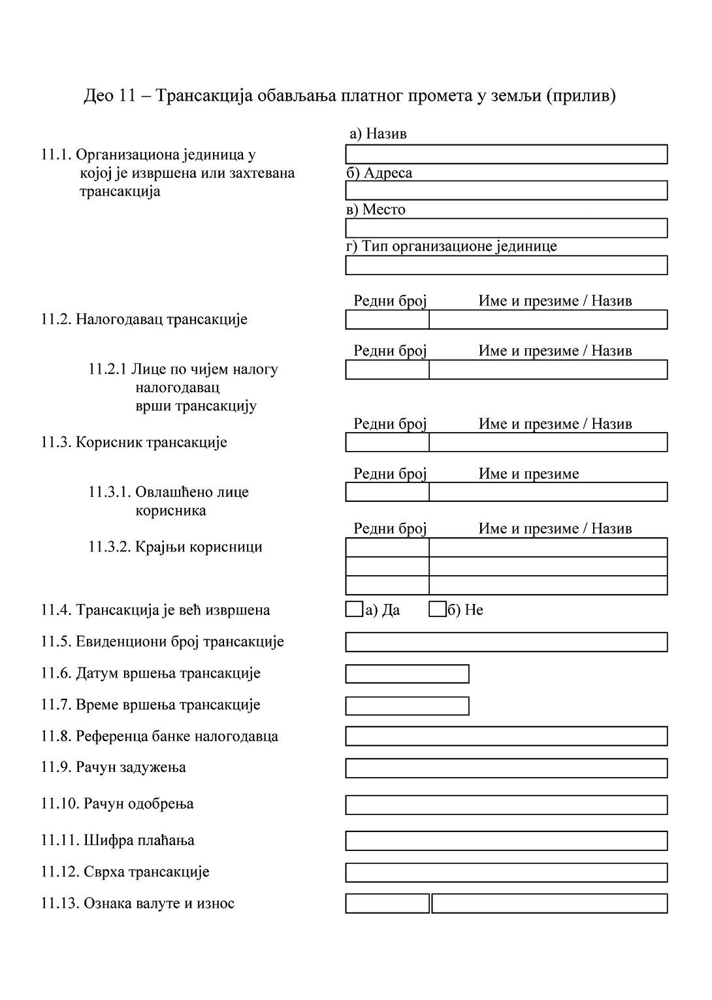 Део 11 – Трансакција обављања платног промета у земљи (прилив)
а) Назив
11.1. Организациона јединица у
којој је извршена или захтевана
трансакција
б) Адреса
в) Место
г) Тип организационе јединице
Редни број Име и презиме / Назив
11.2. Налогодавац трансакције
Редни број Име и презиме / Назив
11.2.1 Лице по чијем налогу
налогодавац
врши трансакцију
Редни број Име и презиме / Назив
11.3. Корисник трансакције
Редни број Име и презиме
11.3.1. Овлашћено лице
корисника
Редни број Име и презиме / Назив
11.3.2. Крајњи корисници
11.4. Трансакција је већ извршена а) Да б) Не
11.5. Евиденциони број трансакције
11.6. Датум вршења трансакције
11.7. Време вршења трансакције
11.8. Референца банке налогодавца
11.9. Рачун задужења
11.10. Рачун одобрења
11.11. Шифра плаћања
11.12. Сврха трансакције
11.13. Ознака валуте и износ